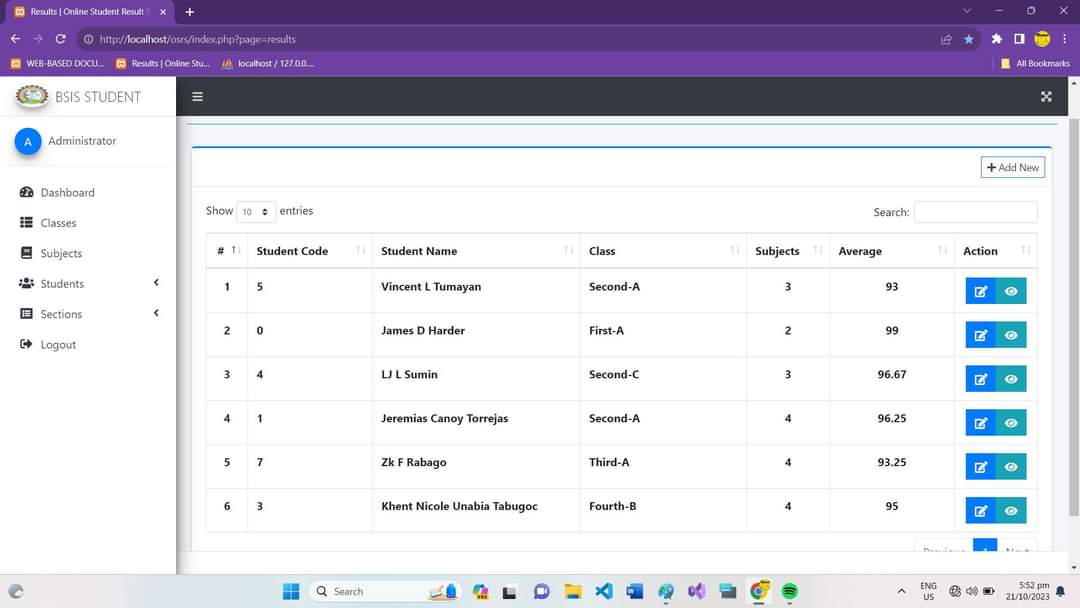 Results | Online Student Result S
http://localhost/osrs/index.php?page=results
WEB-BASED DOCU... Results | Online Stu... localhost / 127.0.0.... All Bookmarks
BSIS STUDENT
A Administrator
Dashboard
Classes
Subjects
Students
Sections
Logout
+ Add New
Show 10 entries Search:
# Student Code Student Name Class Subjects Average Action
1 5 Vincent L Tumayan Second-A 3 93
2 0 James D Harder First-A 2 99
3 4 LJ L Sumin Second-C 3 96.67
4 1 Jeremias Canoy Torrejas Second-A 4 96.25
5 7 Zk F Rabago Third-A 4 93.25
6 3 Khent Nicole Unabia Tabugoc Fourth-B 4 95
Previous 1 Next
Search ENG 5:52 pm
US 21/10/2023